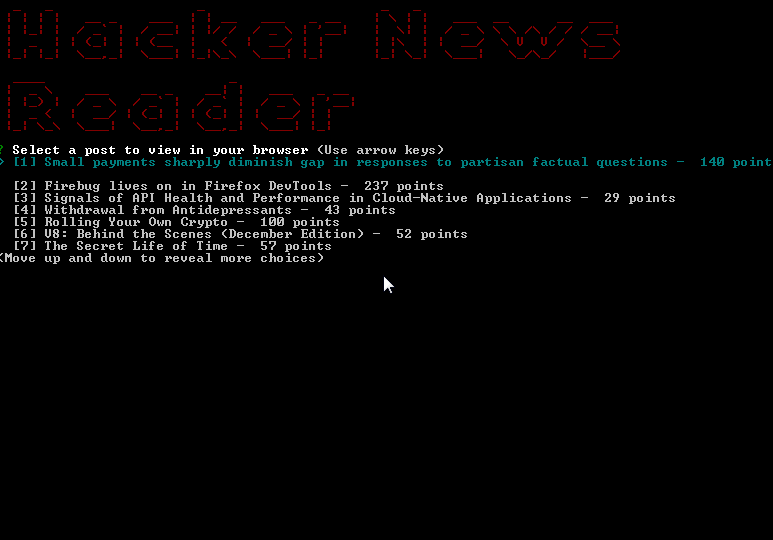 Hacker News
Reader
? Select a post to view in your browser (Use arrow keys)
> [1] Small payments sharply diminish gap in responses to partisan factual questions -  140 point
[2] Firebug lives on in Firefox DevTools -  237 points
[3] Signals of API Health and Performance in Cloud-Native Applications -  29 points
[4] Withdrawal from Antidepressants -  43 points
[5] Rolling Your Own Crypto -  100 points
[6] V8: Behind the Scenes (December Edition) -  52 points
[7] The Secret Life of Time -  57 points
(Move up and down to reveal more choices)